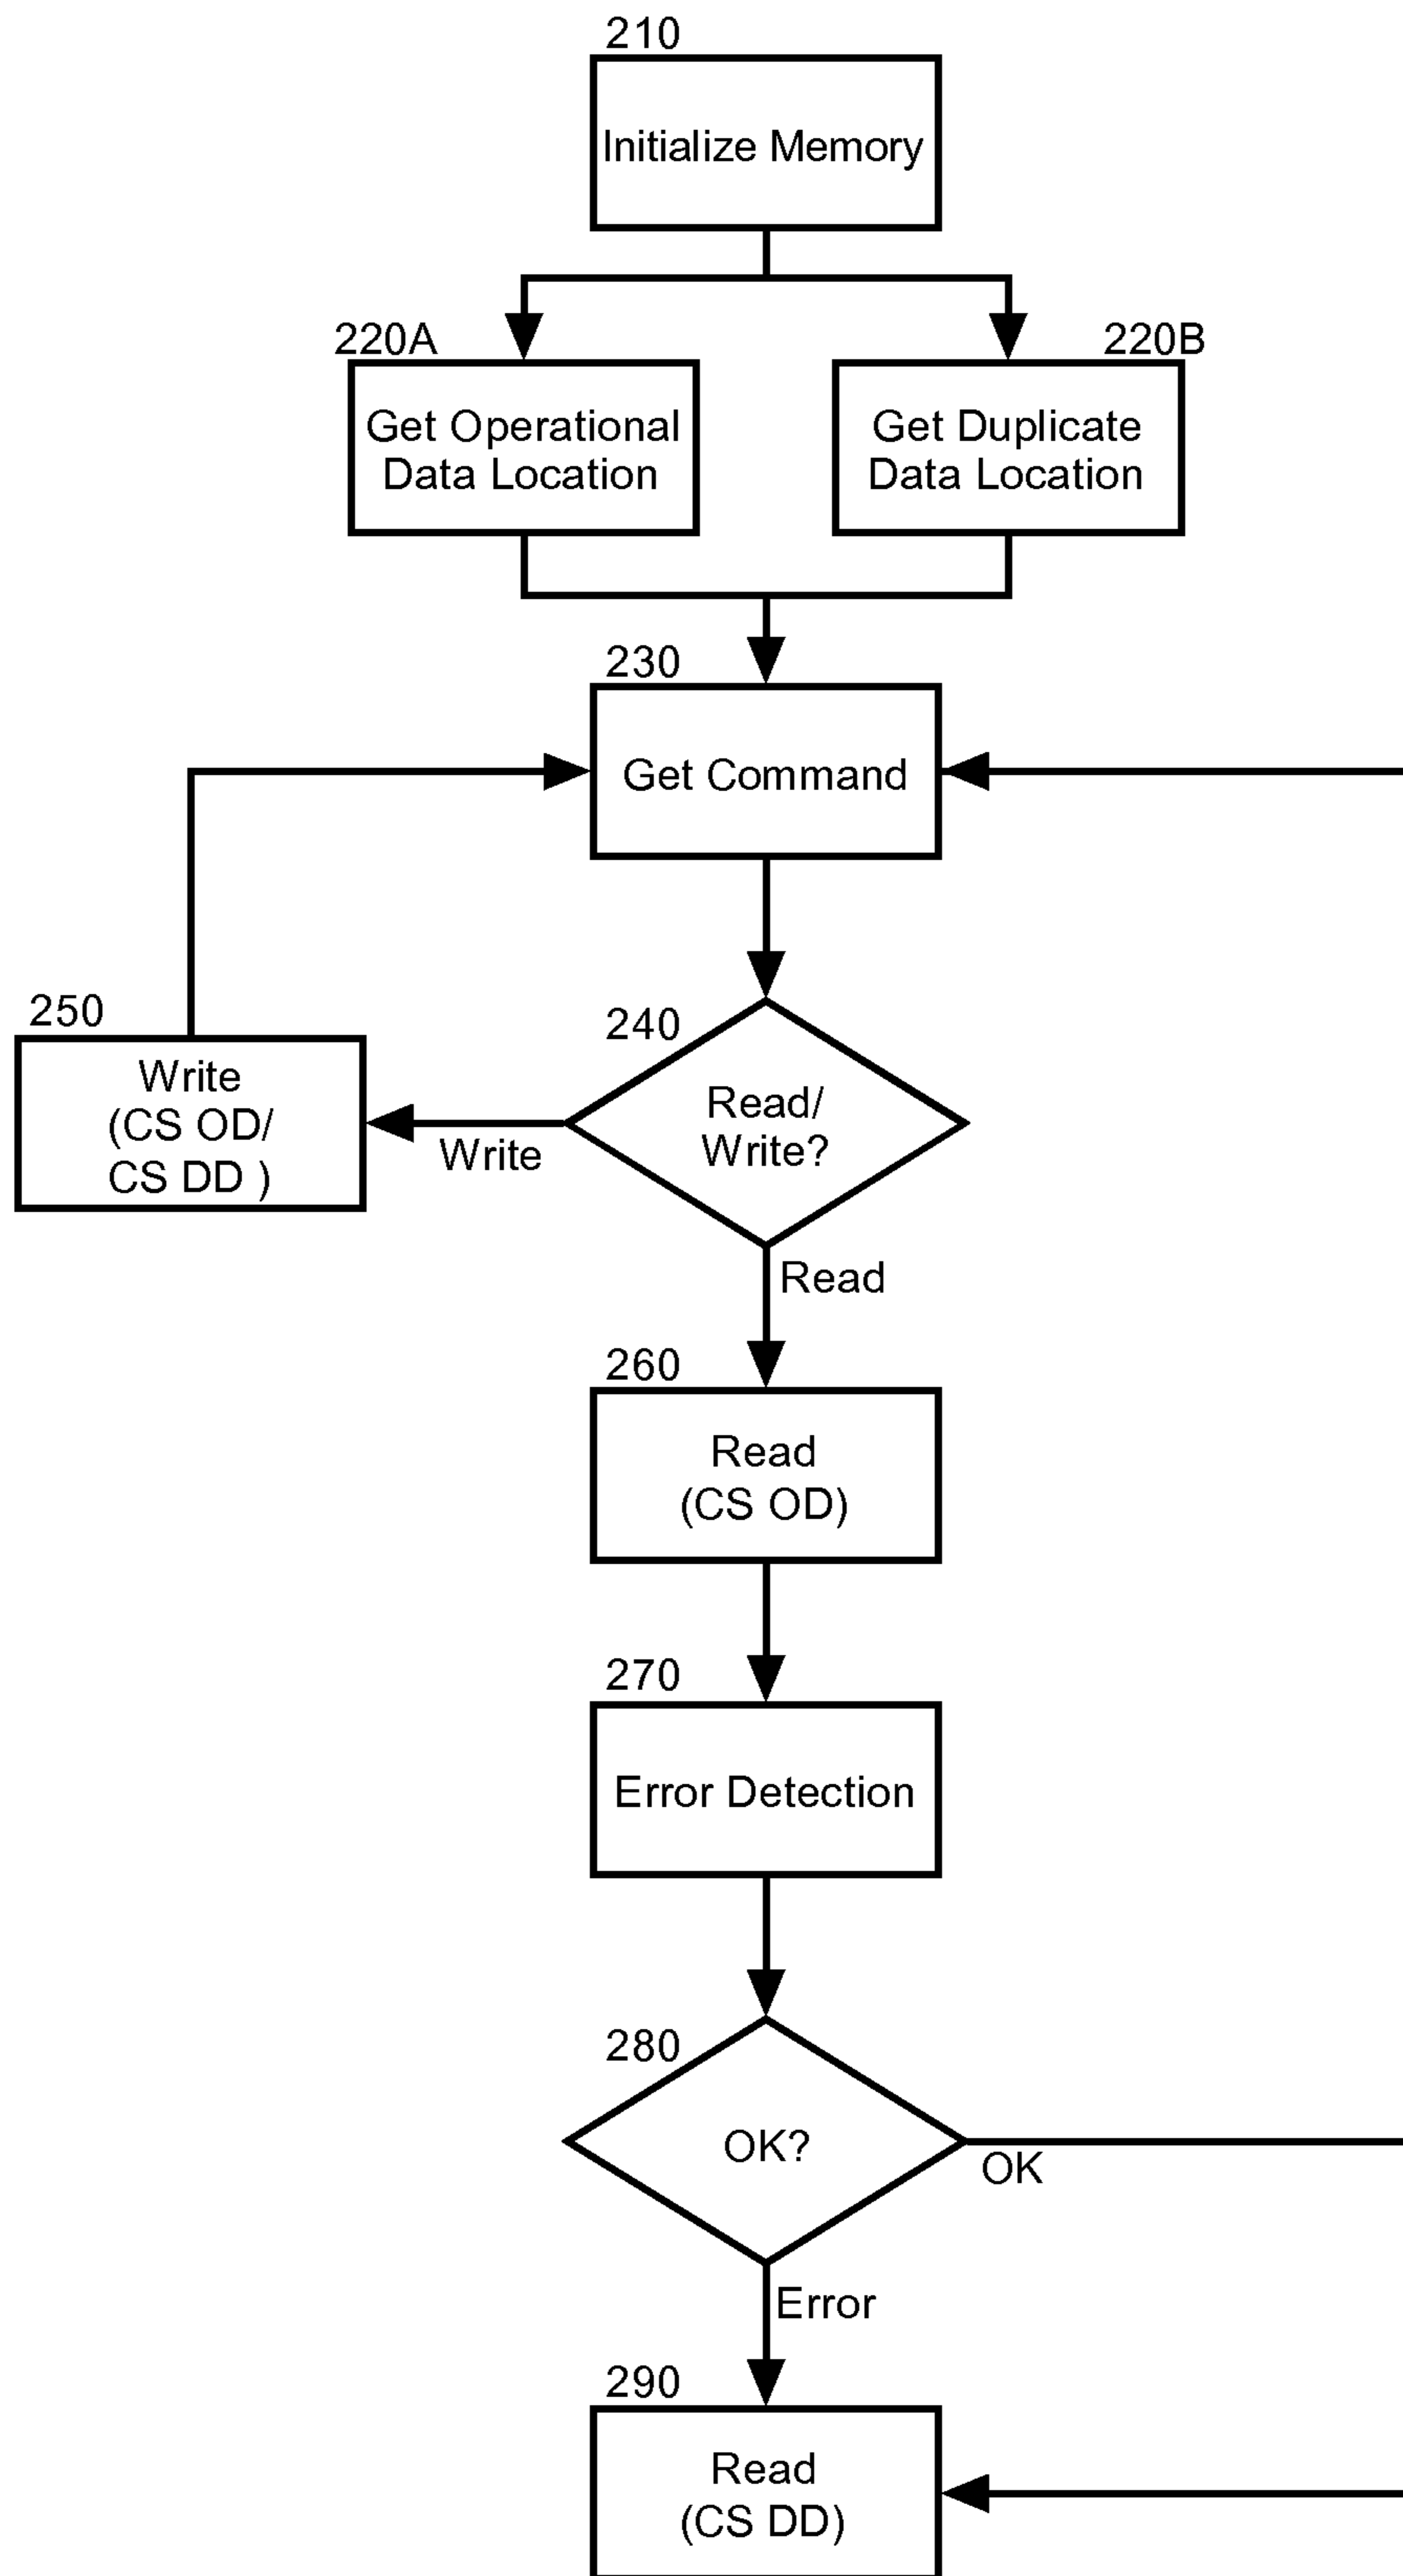 210
Initialize Memory
220A
220B
Get Operational
Data Location
Get Duplicate
Data Location
230
Get Command
240
Read/
Write?
250
Write
(CS OD/
CS DD )
Write
Read
260
Read
(CS OD)
270
Error Detection
280
OK?
OK
Error
290
Read
(CS DD)